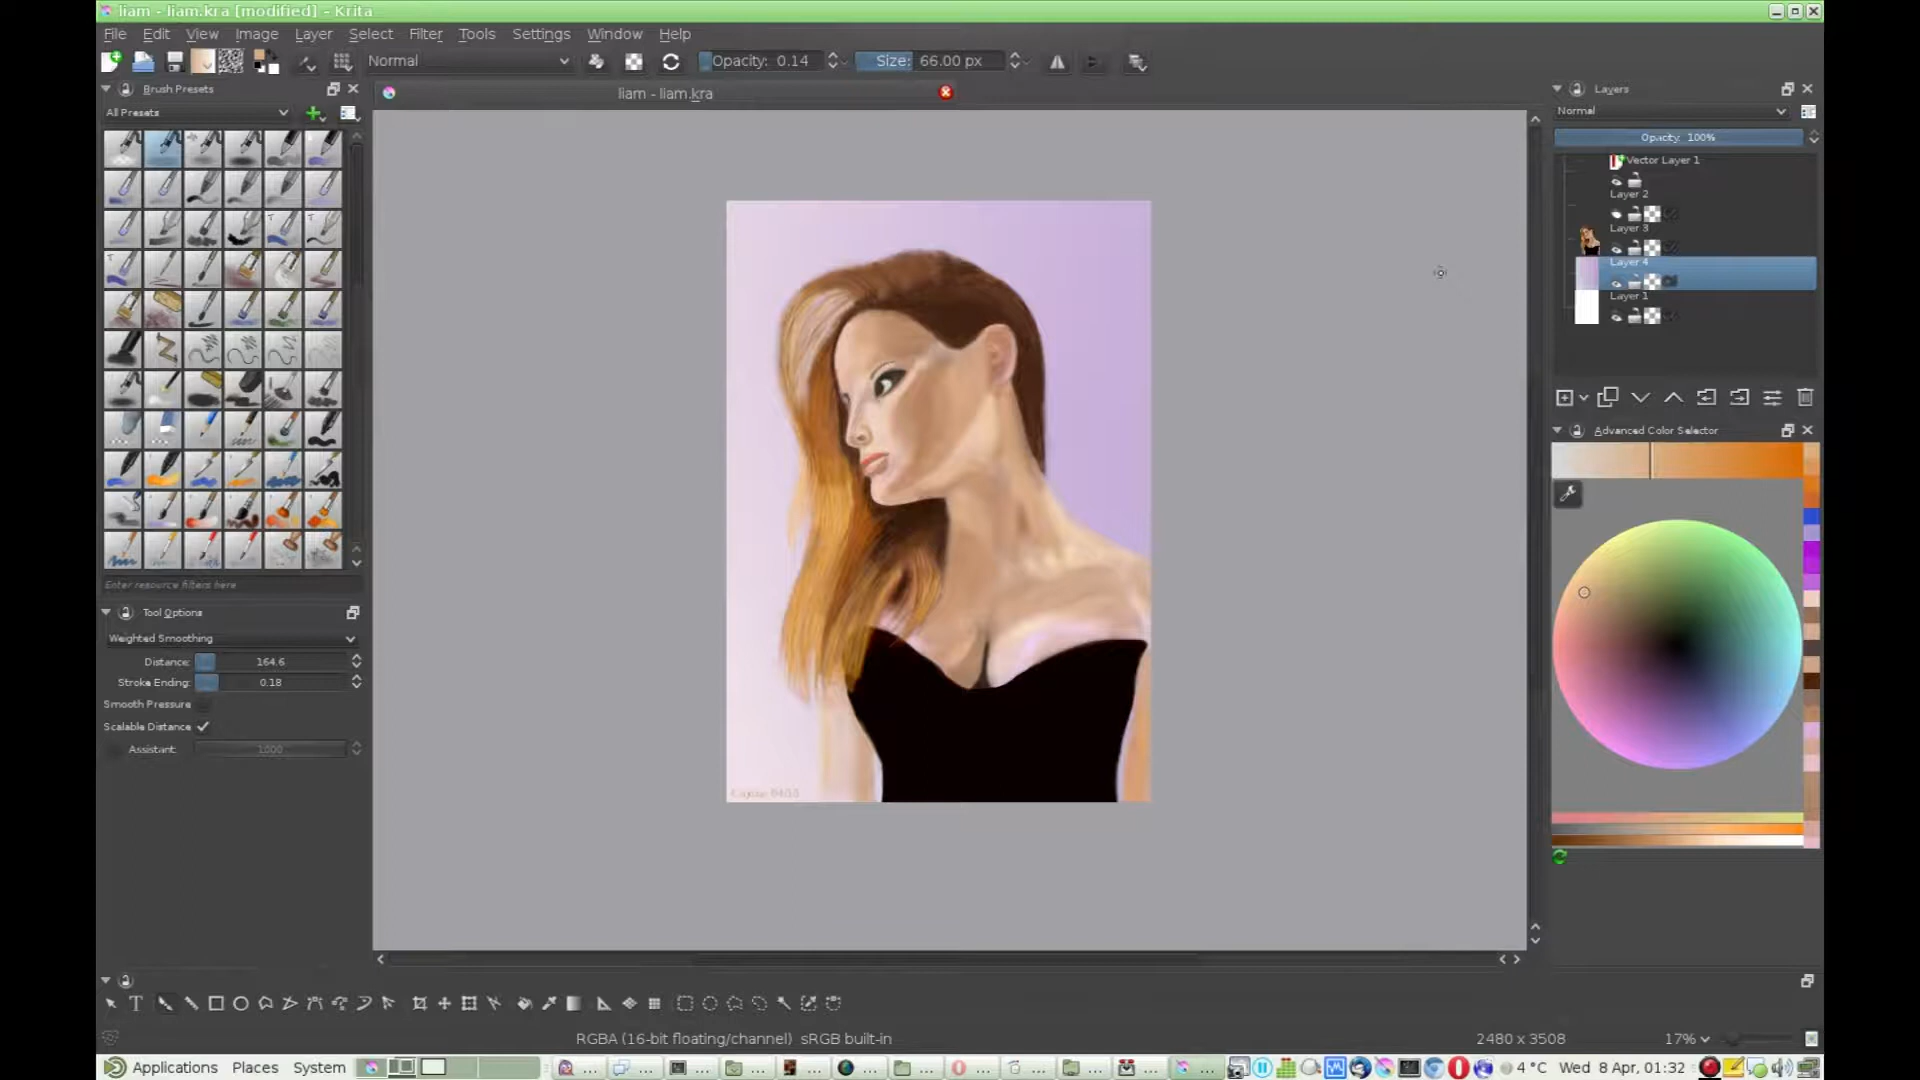 liam - liam.kra [modified] - Krita
File Edit View Image Layer Select Filter Tools Settings Window Help
Normal
Opacity: 0.14
Size: 66.00 px
Brush Presets
liam - liam.kra
All Presets
Enter resource filters here
Tool Options
Weighted Smoothing
Distance: 164.6
Stroke Ending: 0.18
Smooth Pressure
Scalable Distance
Assistant: 1000
Layers
Normal
Opacity: 100%
Vector Layer 1
Layer 2
Layer 3
Layer 4
Layer 1
Advanced Color Selector
RGBA (16-bit floating/channel) sRGB built-in
2480 x 3508
17%
Applications Places System
4 °C Wed 8 Apr, 01:32